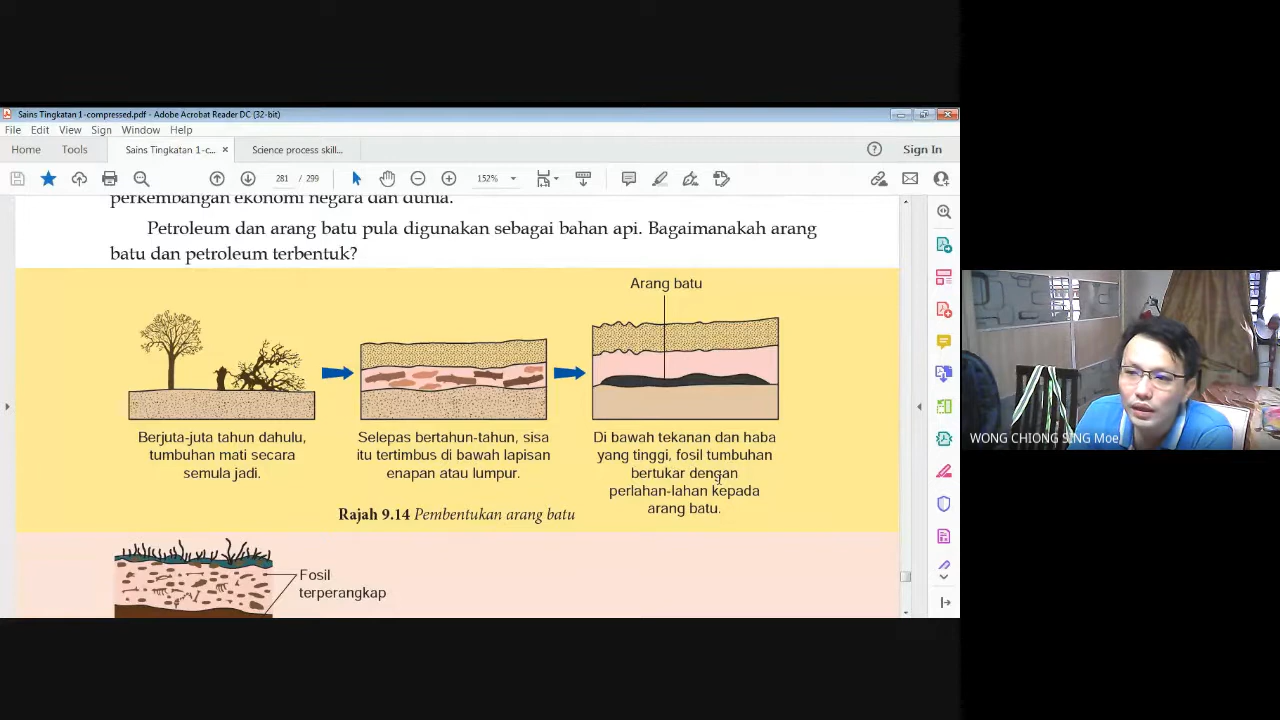 Sains Tingkatan 1-compressed.pdf - Adobe Acrobat Reader DC (32-bit)
File Edit View Sign Window Help
Home Tools Sains Tingkatan 1-c... × Science process skill... Sign In
281 / 299 152%
perkembangan ekonomi negara dan dunia.
Petroleum dan arang batu pula digunakan sebagai bahan api. Bagaimanakah arang
batu dan petroleum terbentuk?
Arang batu
Berjuta-juta tahun dahulu,
tumbuhan mati secara
semula jadi.
Selepas bertahun-tahun, sisa
itu tertimbus di bawah lapisan
enapan atau lumpur.
Di bawah tekanan dan haba
yang tinggi, fosil tumbuhan
bertukar dengan
perlahan-lahan kepada
arang batu.
Rajah 9.14 Pembentukan arang batu
Fosil
terperangkap
WONG CHIONG SING Moe